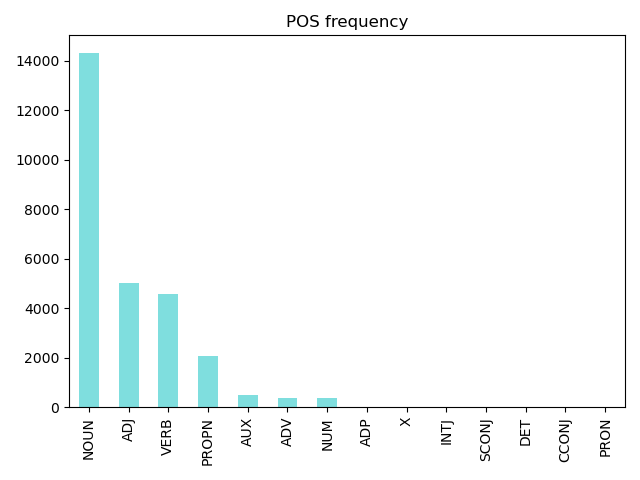 POS frequency
14000
12000
10000
8000
6000
4000
2000
0
NOUN
ADJ
VERB
PROPN
AUX
ADV
NUM
ADP
X
INTJ
SCONJ
DET
CCONJ
PRON